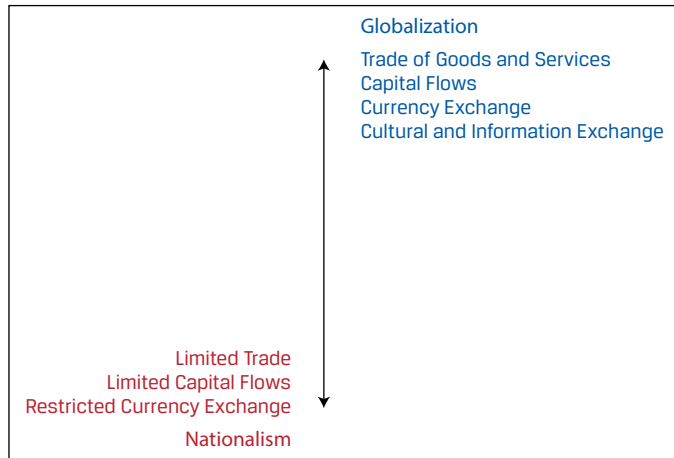 Globalization
Trade of Goods and Services
Capital Flows
Currency Exchange
Cultural and Information Exchange
Limited Trade
Limited Capital Flows
Restricted Currency Exchange
Nationalism